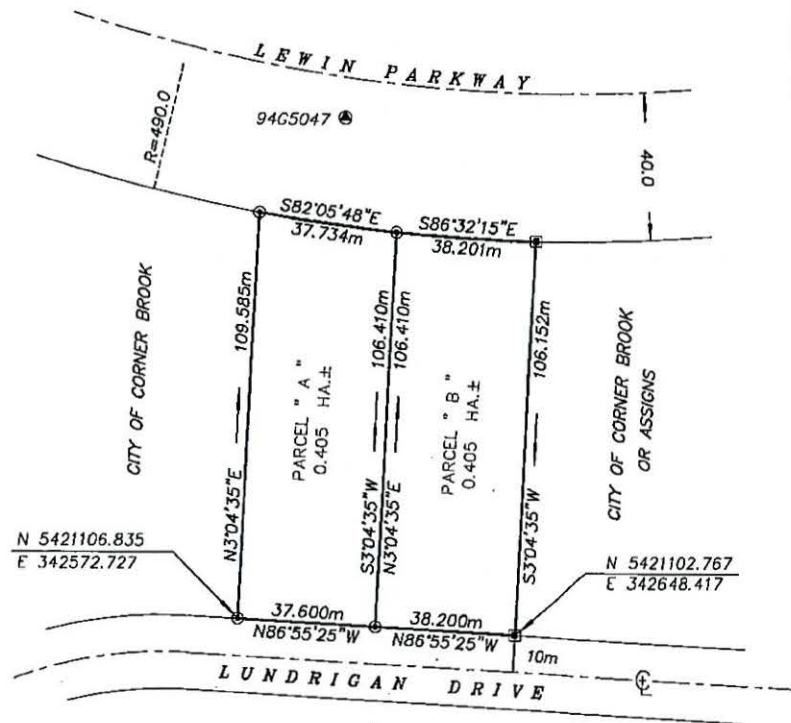 LEWIN PARKWAY
94G5047
R=490.0
40.0
S82°05'48"E
37.734m
S86°32'15"E
38.201m
CITY OF CORNER BROOK
109.585m
N3°04'35"E
PARCEL "A"
0.405 HA.±
106.410m
S3°04'35"W
106.410m
N3°04'35"E
PARCEL "B"
0.405 HA.±
106.152m
S3°04'35"W
CITY OF CORNER BROOK
OR ASSIGNS
N 5421106.835
E 342572.727
N 5421102.767
E 342648.417
37.600m
N86°55'25"W
38.200m
N86°55'25"W
10m
LUNDRIGAN DRIVE
℄